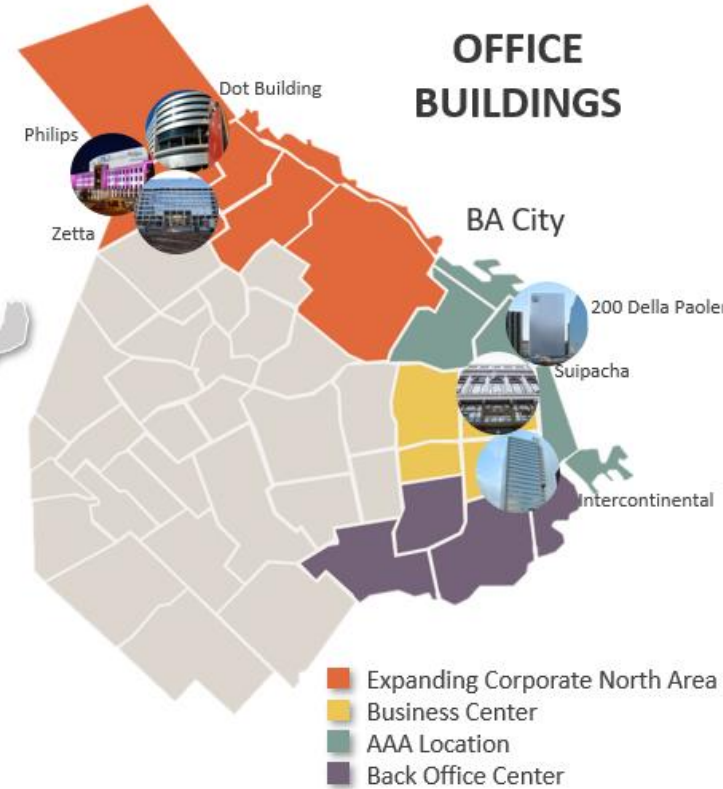 OFFICE
BUILDINGS
Dot Building
Philips
Zetta
BA City
200 Della Paoler
Suipacha
Intercontinental
Expanding Corporate North Area
Business Center
AAA Location
Back Office Center